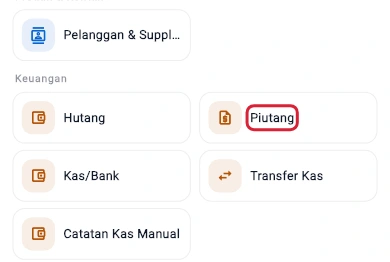 Pelanggan & Suppl...
Keuangan
Hutang
Piutang
Kas/Bank
Transfer Kas
Catatan Kas Manual